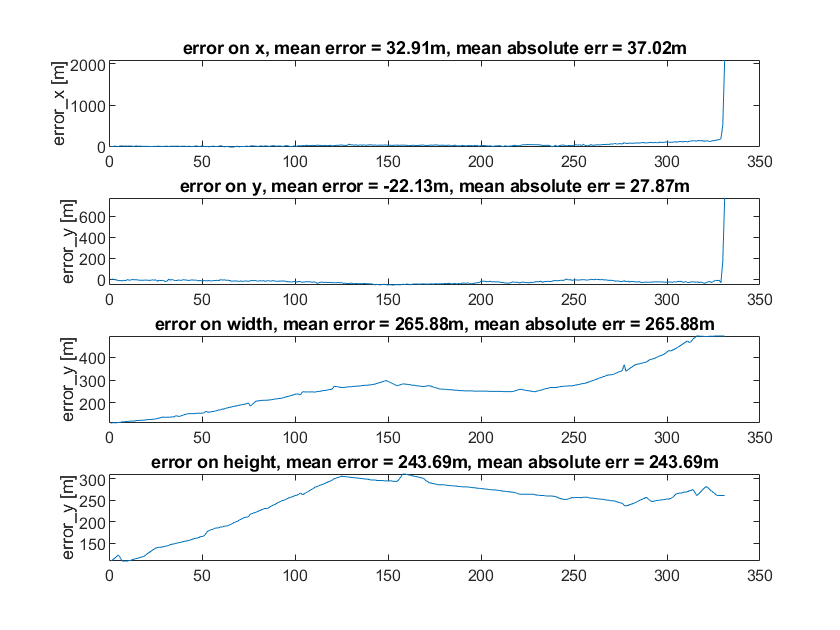 error on x, mean error = 32.91m, mean absolute err = 37.02m
error_x [m]
2000
1000
0
0 50 100 150 200 250 300 350
error on y, mean error = -22.13m, mean absolute err = 27.87m
error_y [m]
600
400
200
0
0 50 100 150 200 250 300 350
error on width, mean error = 265.88m, mean absolute err = 265.88m
error_y [m]
400
300
200
0 50 100 150 200 250 300 350
error on height, mean error = 243.69m, mean absolute err = 243.69m
error_y [m]
300
250
200
150
0 50 100 150 200 250 300 350